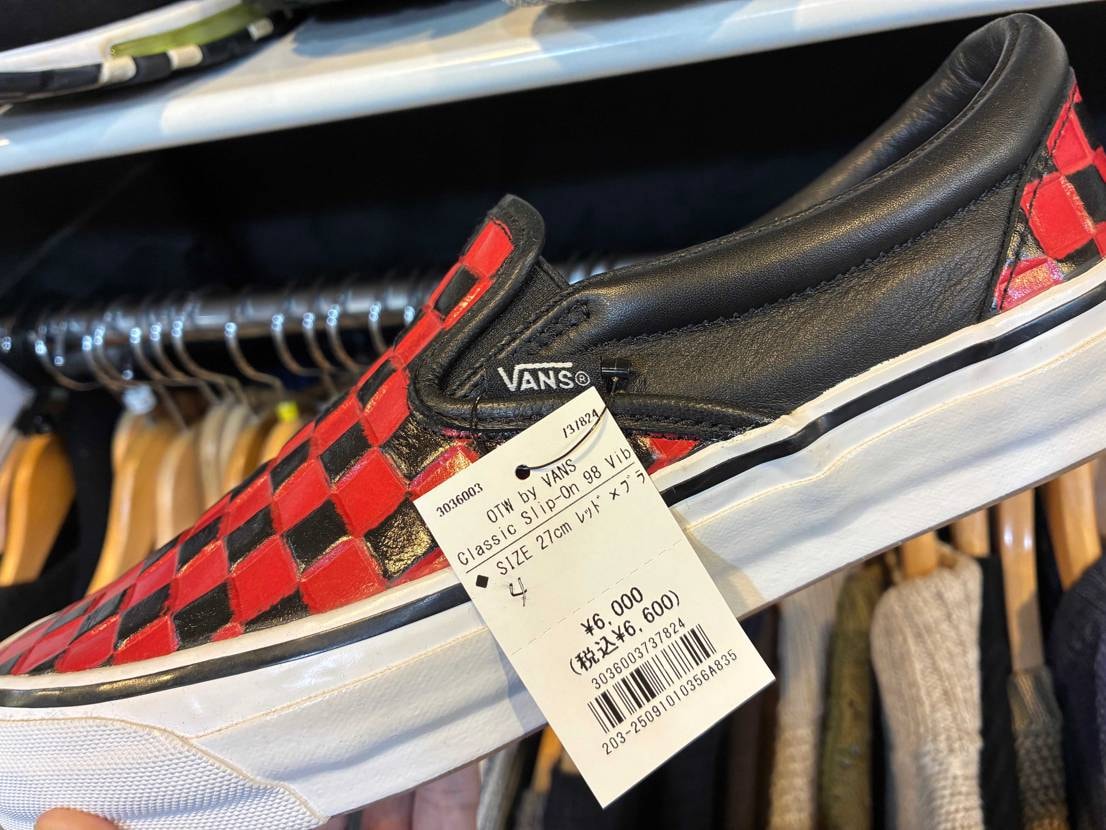 VANS®
137824
3036003
OTW by VANS
Classic Slip-On 98 Vib
◆ SIZE 27cm レッド×ブラ
4
¥6,000
(税込¥6,600)
3036003737824
203-25091010356A835